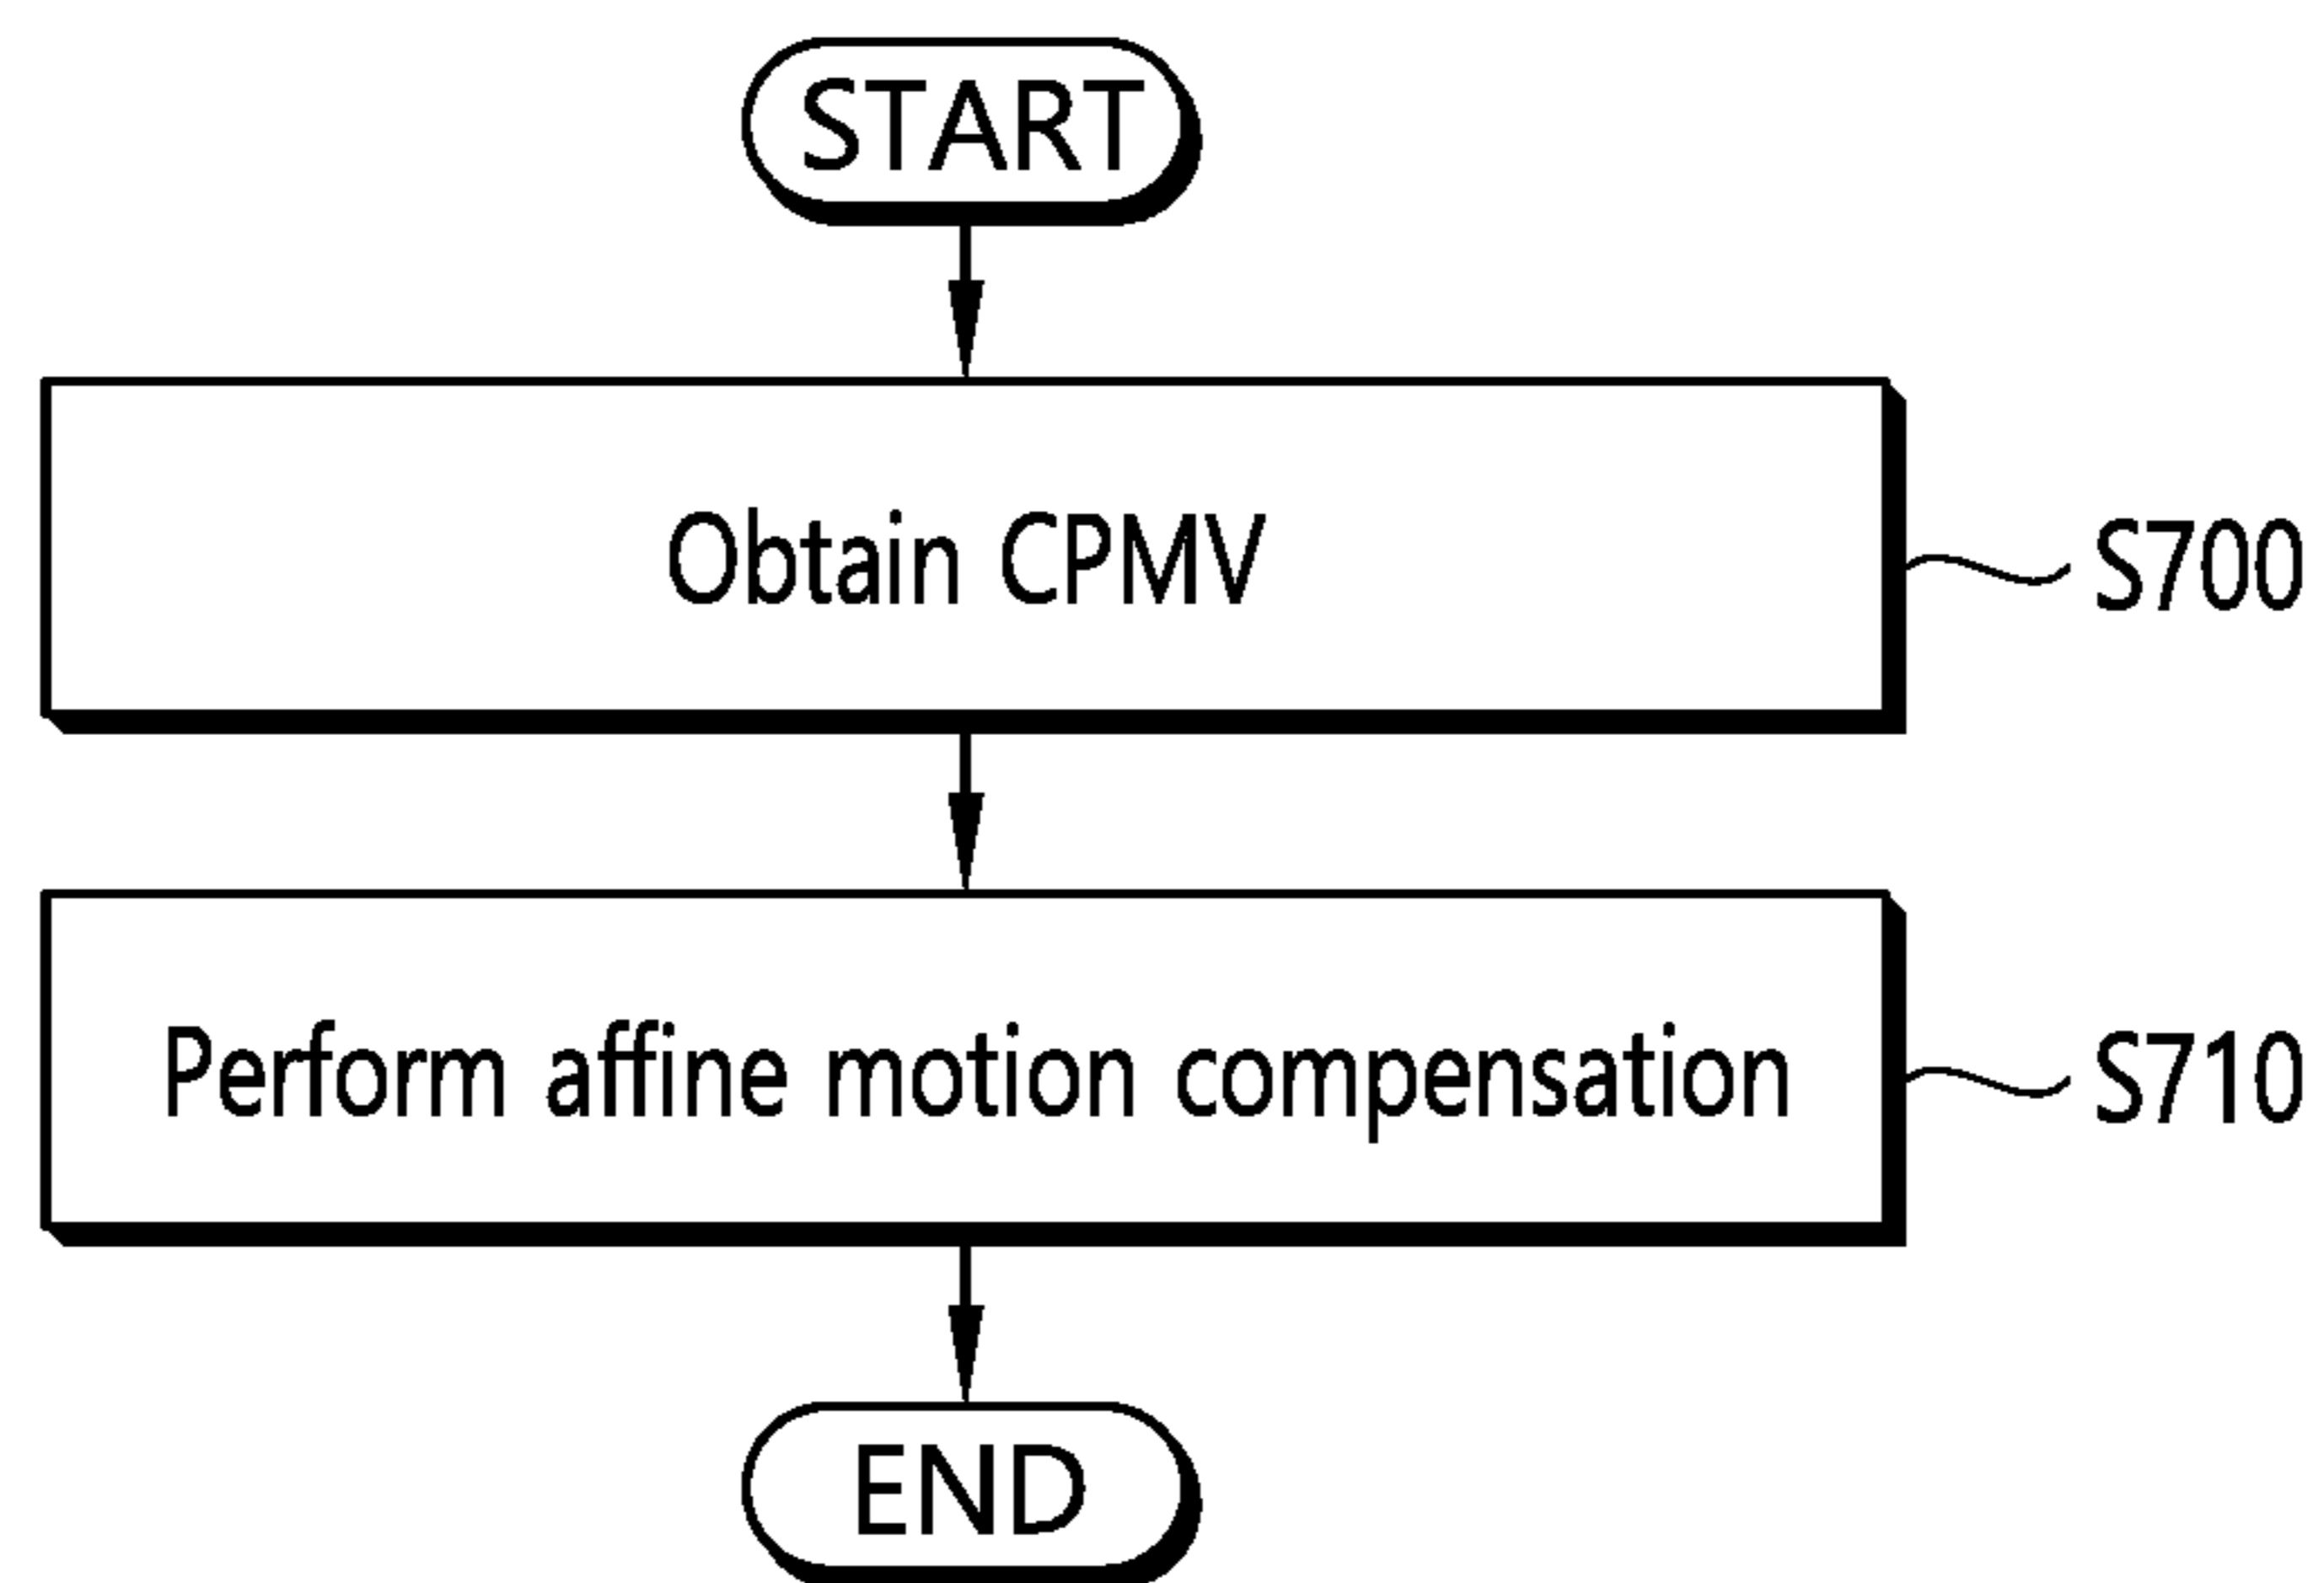 START
Obtain CPMV
S700
Perform affine motion compensation
S710
END